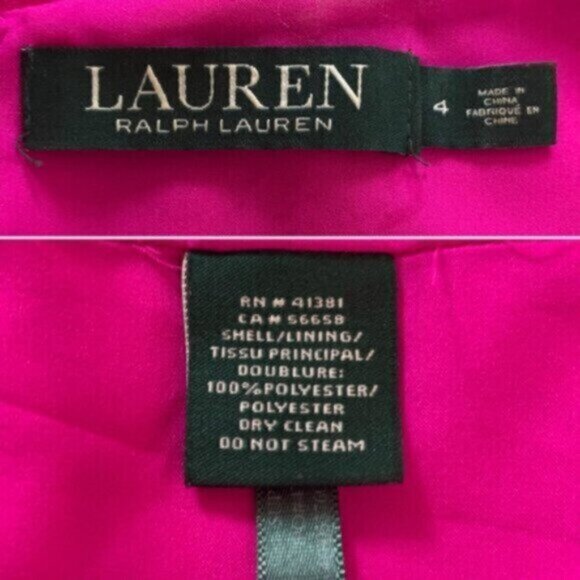 LAUREN
RALPH LAUREN
4
MADE IN
CHINA
FABRIQUÉ EN
CHINE
RN # 41381
CA # 56658
SHELL/LINING/
TISSU PRINCIPAL/
DOUBLURE:
100%POLYESTER/
POLYESTER
DRY CLEAN
DO NOT STEAM